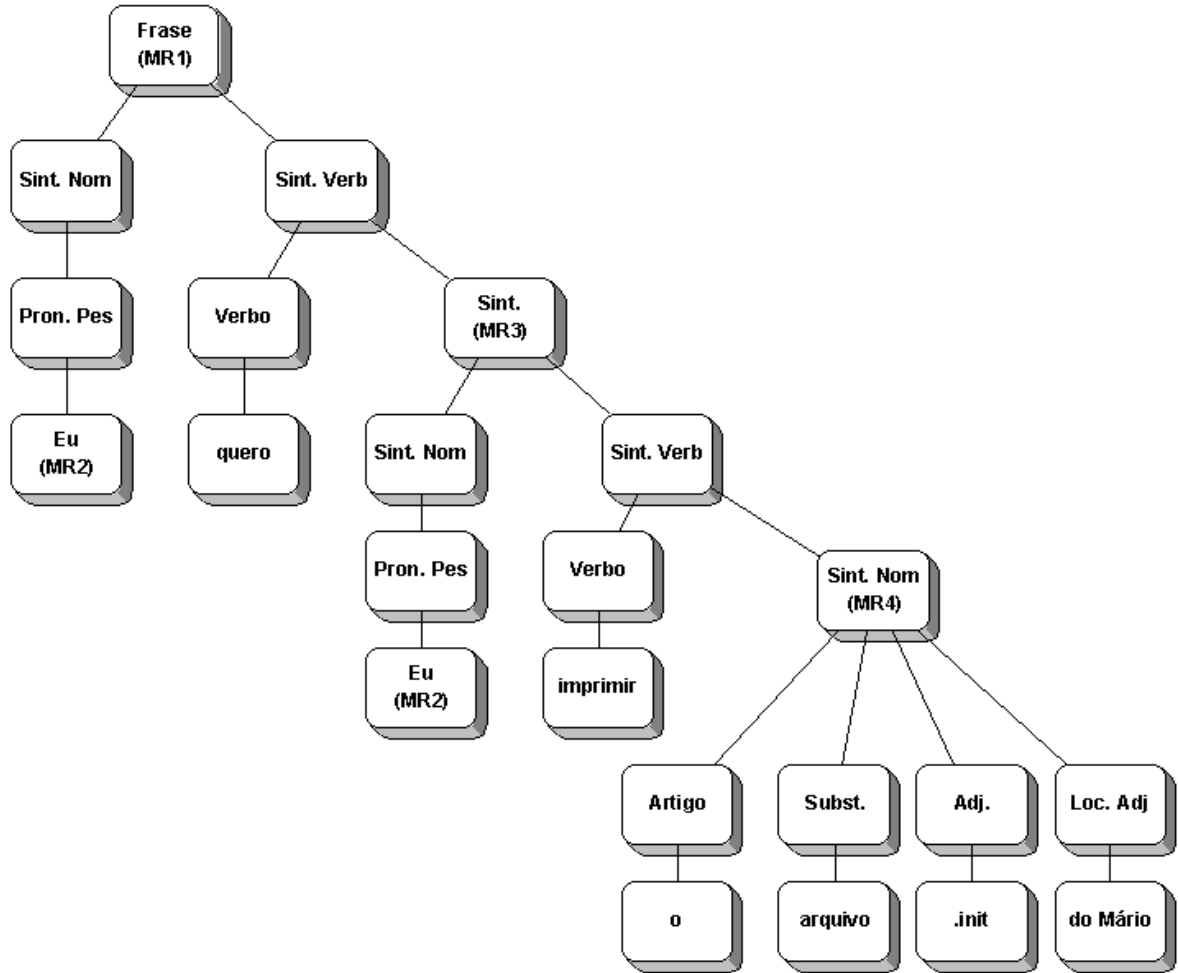 Frase
(MR1)
Sint. Nom
Sint. Verb
Pron. Pes
Verbo
Sint.
(MR3)
Eu
(MR2)
quero
Sint. Nom
Sint. Verb
Pron. Pes
Verbo
Sint. Nom
(MR4)
Eu
(MR2)
imprimir
Artigo
Subst.
Adj.
Loc. Adj
o
arquivo
.init
do Mário